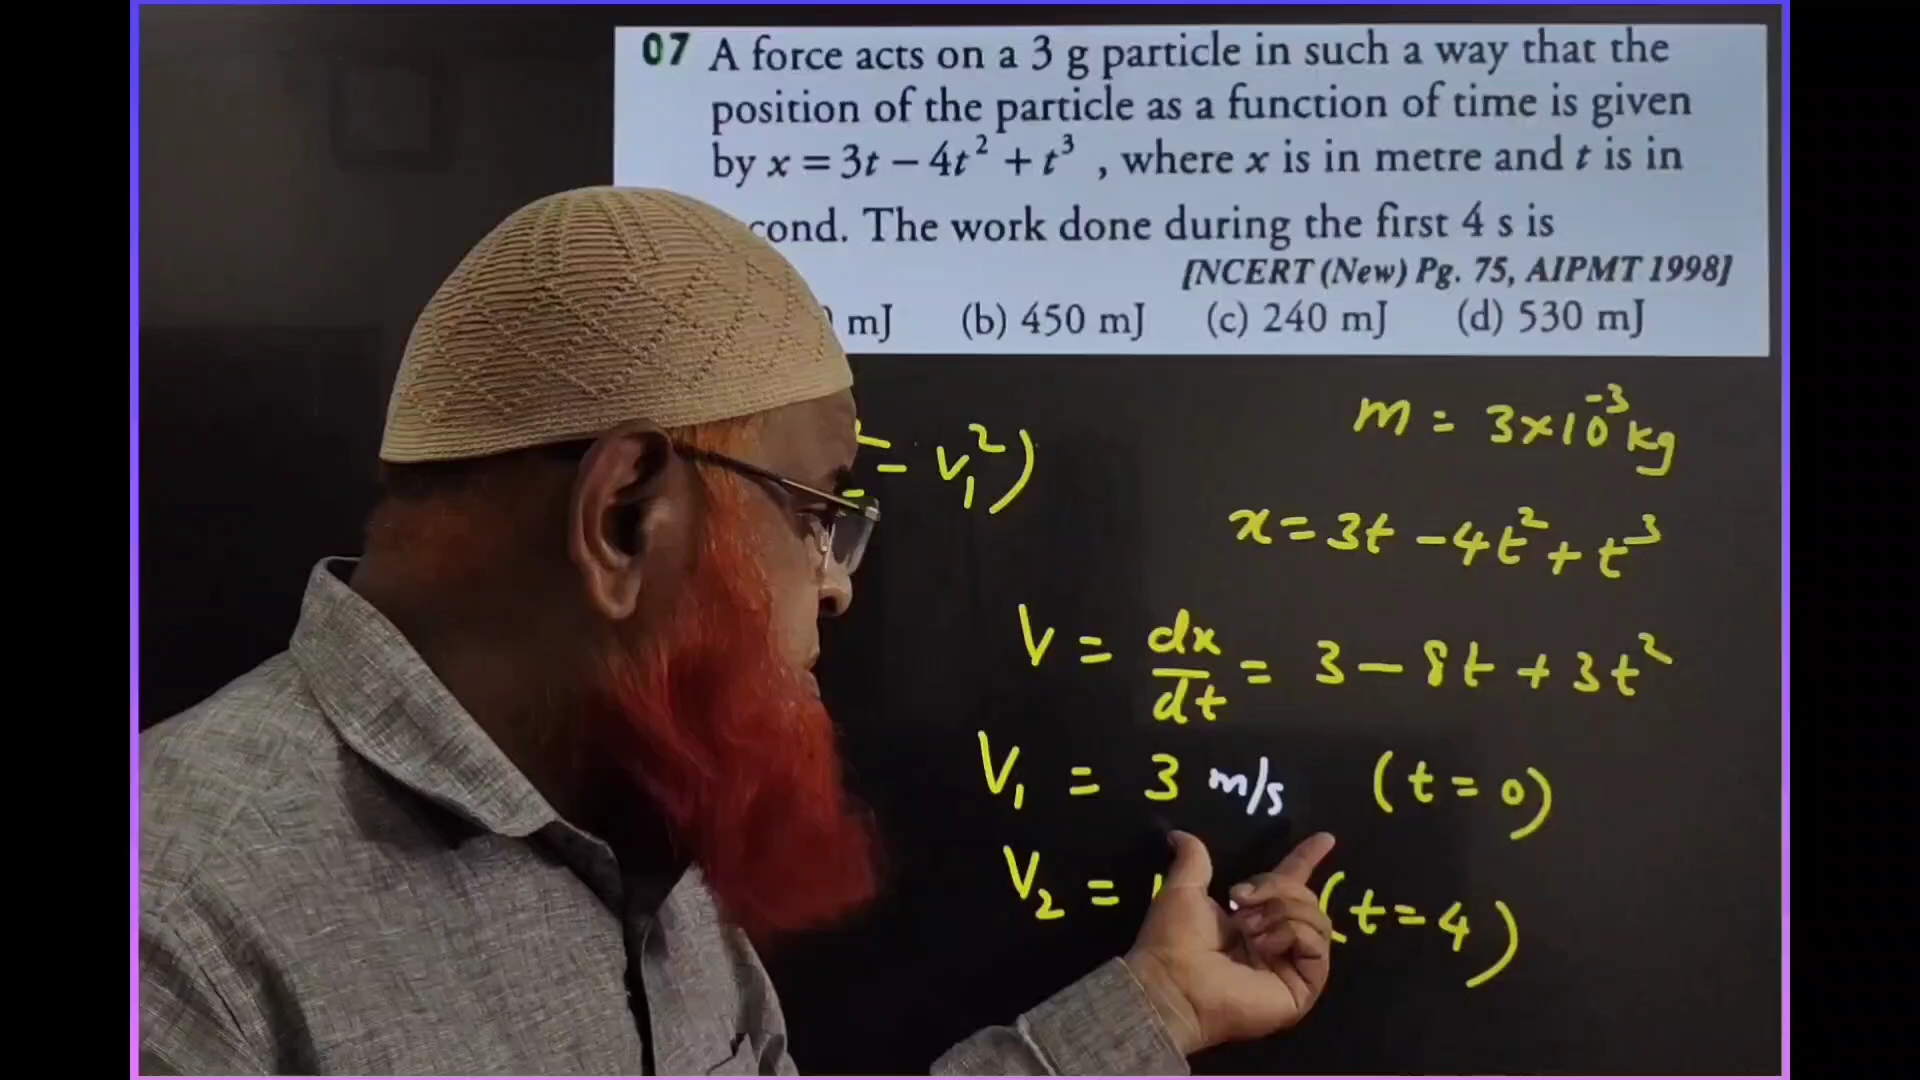 07 A force acts on a 3 g particle in such a way that the
position of the particle as a function of time is given
by x = 3t − 4t² + t³ , where x is in metre and t is in
cond. The work done during the first 4 s is
[NCERT (New) Pg. 75, AIPMT 1998]
mJ (b) 450 mJ (c) 240 mJ (d) 530 mJ
m = 3×10⁻³ kg
− v₁²)
x = 3t − 4t² + t³
V = dx/dt = 3 − 8t + 3t²
V₁ = 3 m/s (t = 0)
V₂ = (t = 4)